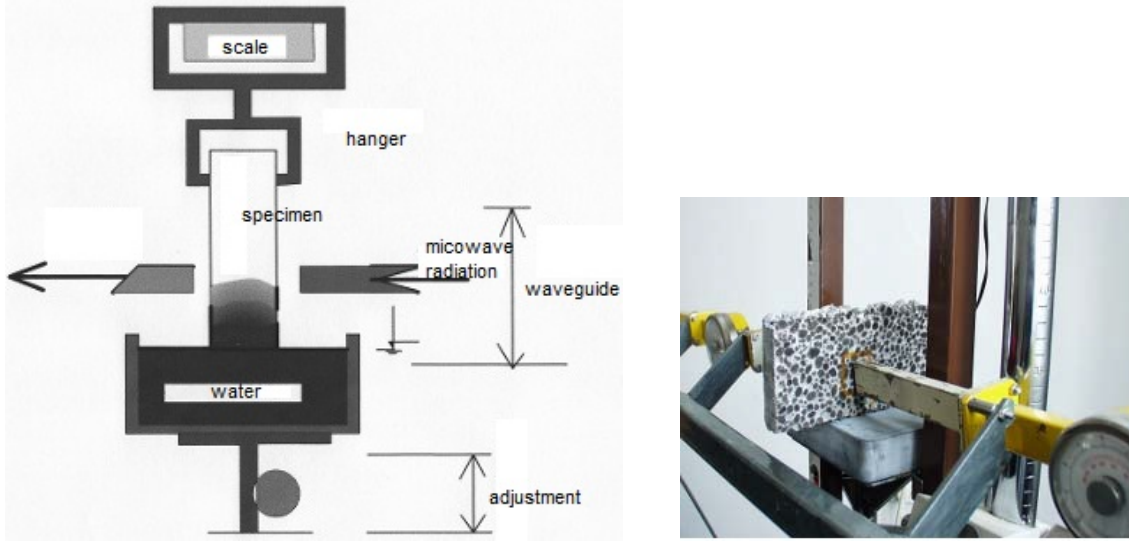 scale
hanger
specimen
micowave
radiation
waveguide
water
adjustment